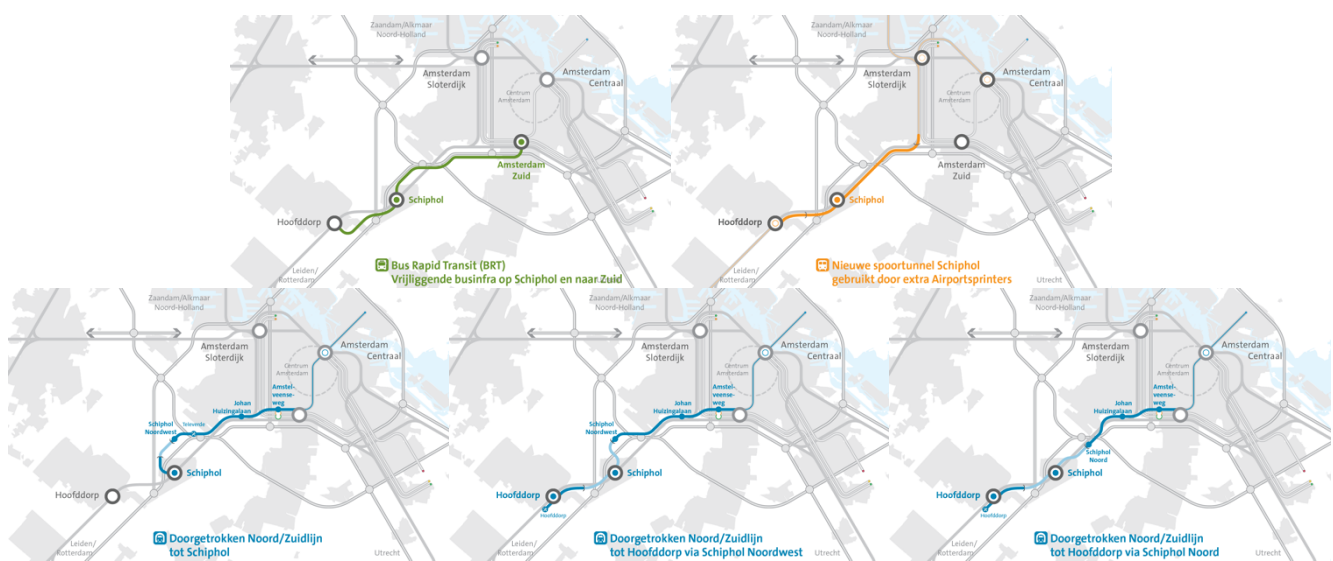 Zaandam/Alkmaar
Noord-Holland
Amsterdam
Sloterdijk
Amsterdam
Centraal
Centrum
Amsterdam
Amsterdam
Zuid
Schiphol
Hoofddorp
Leiden/
Rotterdam
Bus Rapid Transit (BRT)
Vrijliggende businfra op Schiphol en naar Zuid
Zaandam/Alkmaar
Noord-Holland
Amsterdam
Sloterdijk
Amsterdam
Centraal
Centrum
Amsterdam
Amsterdam
Zuid
Schiphol
Hoofddorp
Leiden/
Rotterdam
Utrecht
Nieuwe spoortunnel Schiphol
gebruikt door extra Airportsprinters
Zaandam/Alkmaar
Noord-Holland
Amsterdam
Sloterdijk
Amsterdam
Centraal
Centrum
Amsterdam
Amstel-
veense-
weg
Johan
Huizingalaan
Schiphol
Noordwest
Schiphol
Hoofddorp
Leiden/
Rotterdam
Utrecht
Doorgetrokken Noord/Zuidlijn
tot Schiphol
Zaandam/Alkmaar
Noord-Holland
Amsterdam
Sloterdijk
Amsterdam
Centraal
Centrum
Amsterdam
Amstel-
veense-
weg
Johan
Huizingalaan
Schiphol
Noordwest
Schiphol
Hoofddorp
Hoofddorp
Leiden/
Rotterdam
Utrecht
Doorgetrokken Noord/Zuidlijn
tot Hoofddorp via Schiphol Noordwest
Zaandam/Alkmaar
Noord-Holland
Amsterdam
Sloterdijk
Amsterdam
Centraal
Centrum
Amsterdam
Amstel-
veense-
weg
Johan
Huizingalaan
Schiphol
Noord
Schiphol
Hoofddorp
Hoofddorp
Leiden/
Rotterdam
Utrecht
Doorgetrokken Noord/Zuidlijn
tot Hoofddorp via Schiphol Noord